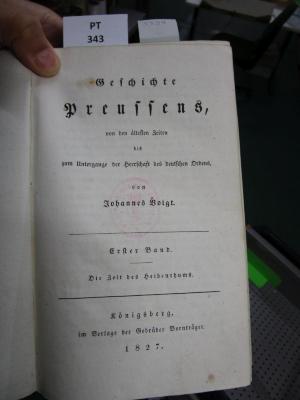 PT
343
Geschichte
Preussens,
von den ältesten Zeiten
bis
zum Untergange der Herrschaft des deutschen Ordens,
von
Johannes Voigt.
Erster Band.
Die Zeit des Heidenthums.
Königsberg,
im Verlage der Gebrüder Bornträger.
1827.